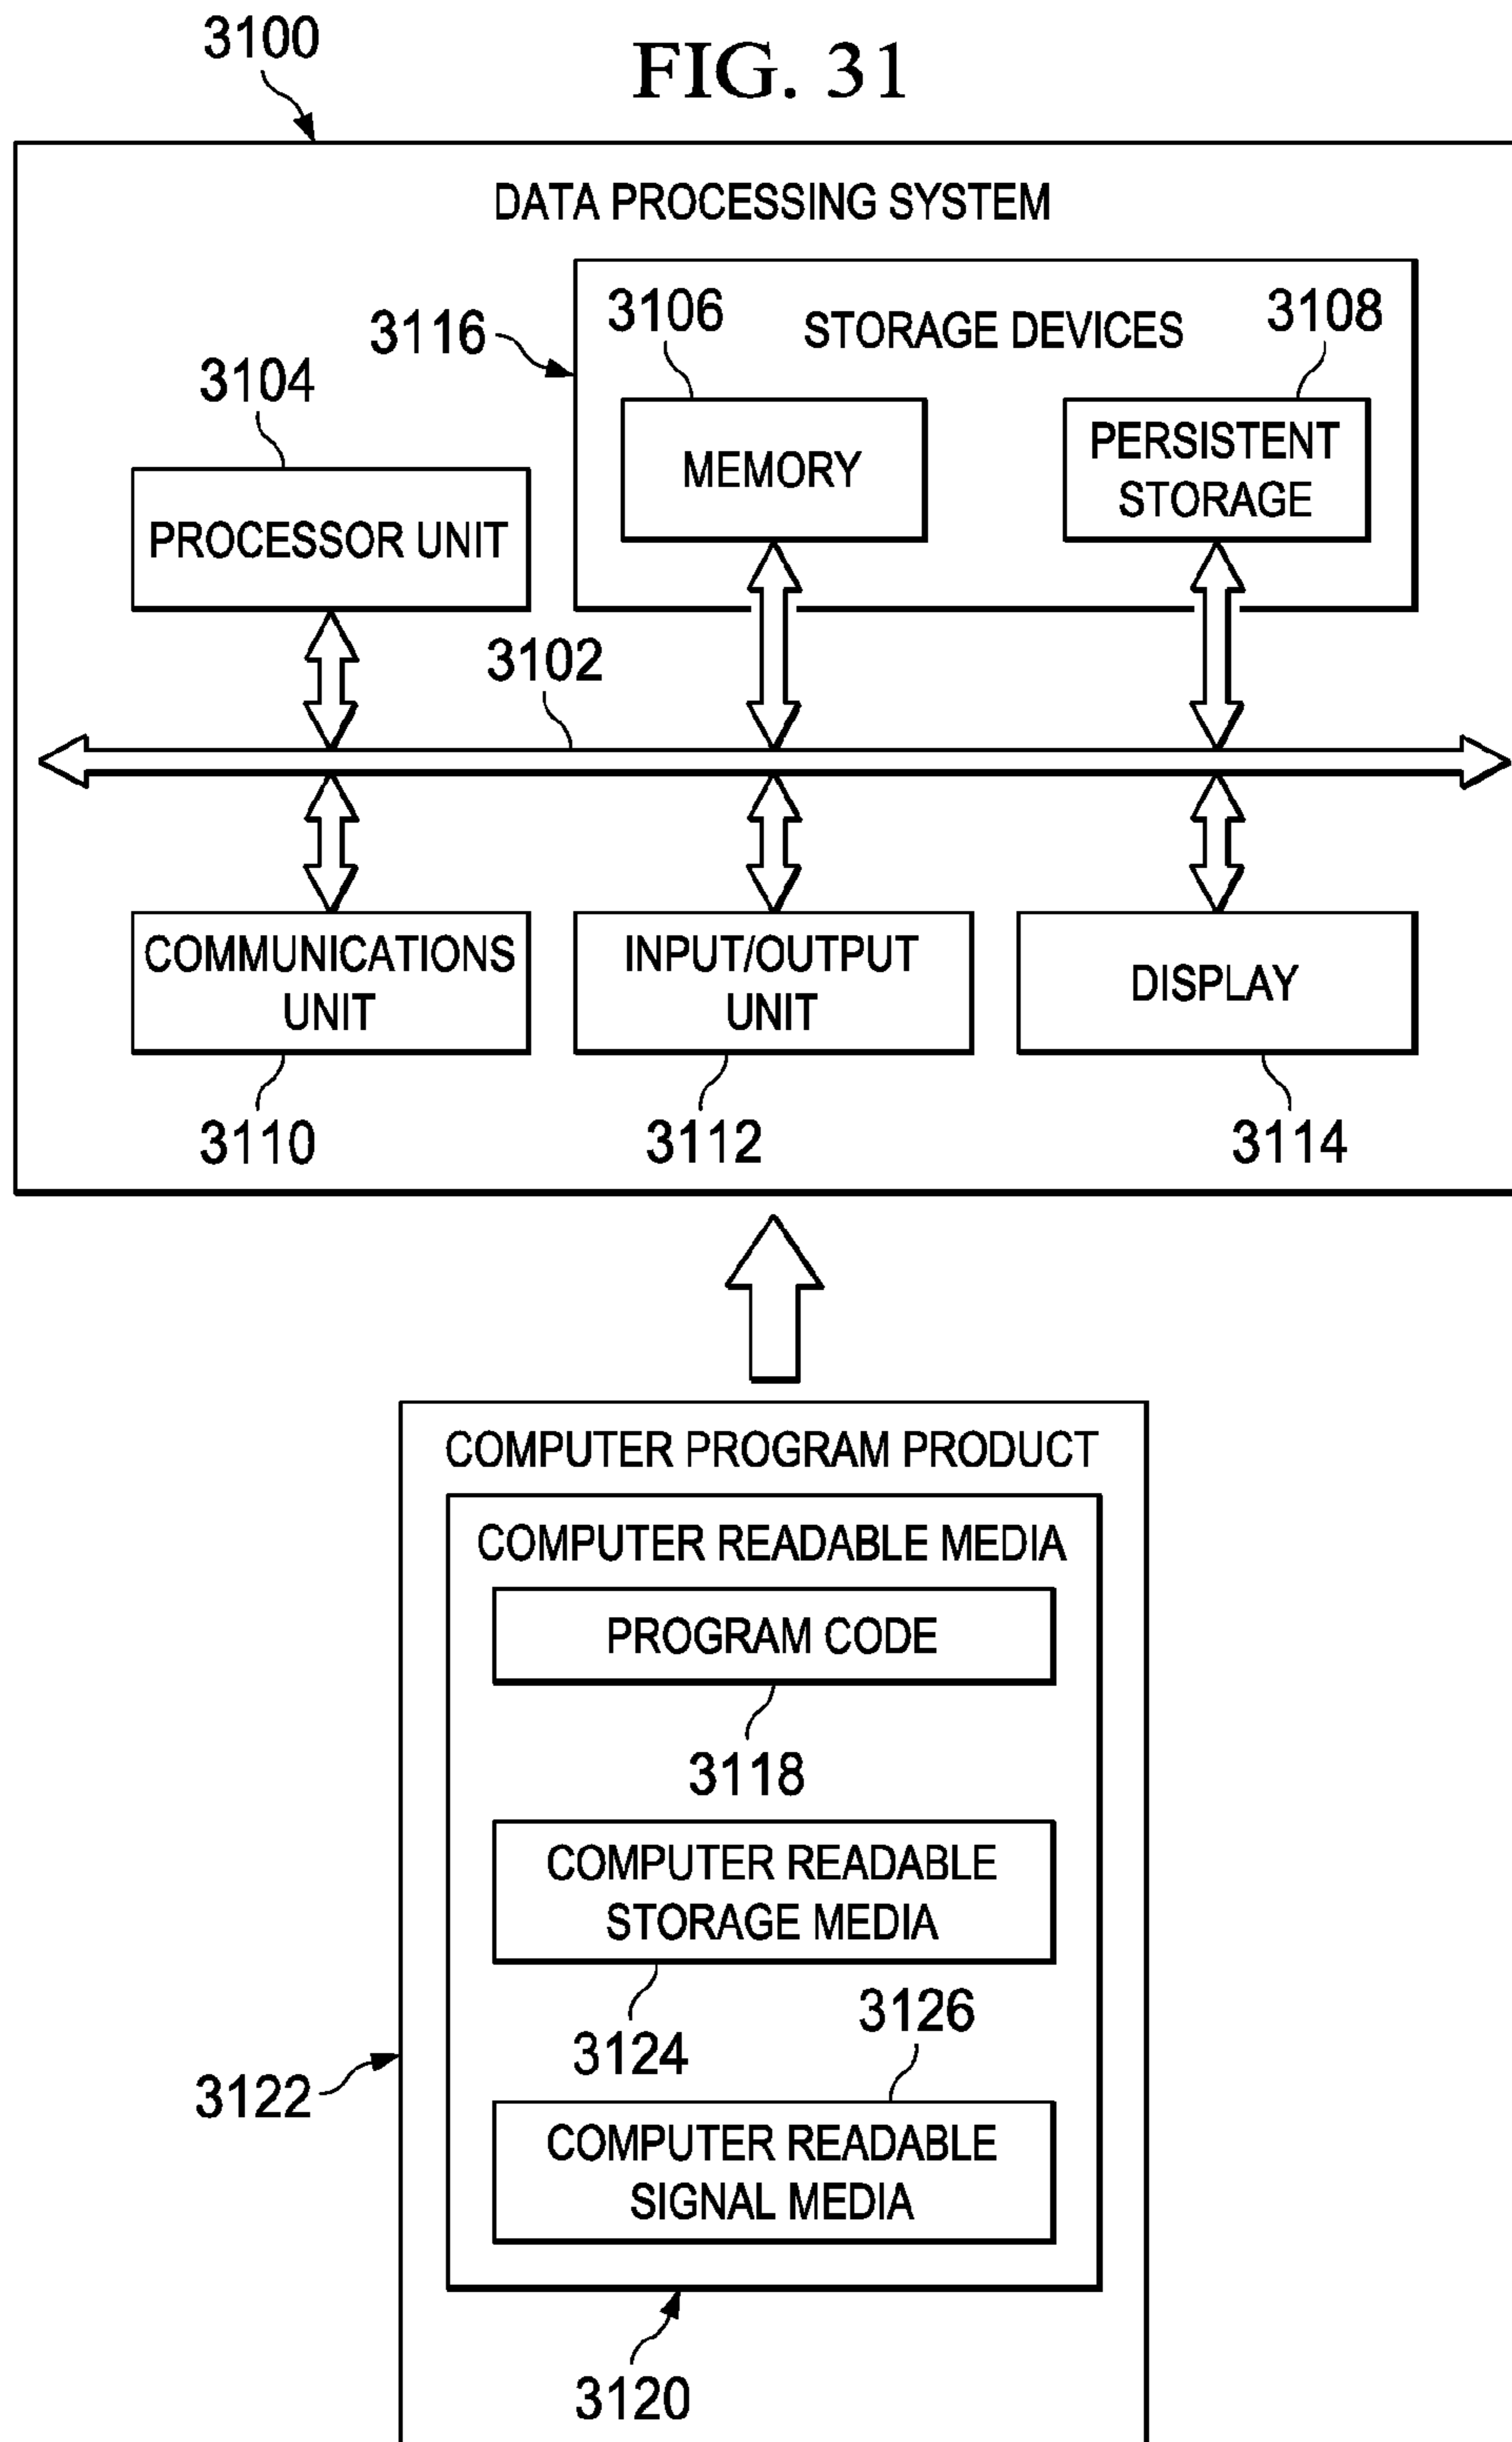 3100
FIG. 31
DATA PROCESSING SYSTEM
3116
3106
STORAGE DEVICES
3108
3104
MEMORY
PERSISTENT
STORAGE
PROCESSOR UNIT
3102
COMMUNICATIONS
UNIT
INPUT/OUTPUT
UNIT
DISPLAY
3110
3112
3114
COMPUTER PROGRAM PRODUCT
COMPUTER READABLE MEDIA
PROGRAM CODE
3118
COMPUTER READABLE
STORAGE MEDIA
3124
3126
3122
COMPUTER READABLE
SIGNAL MEDIA
3120